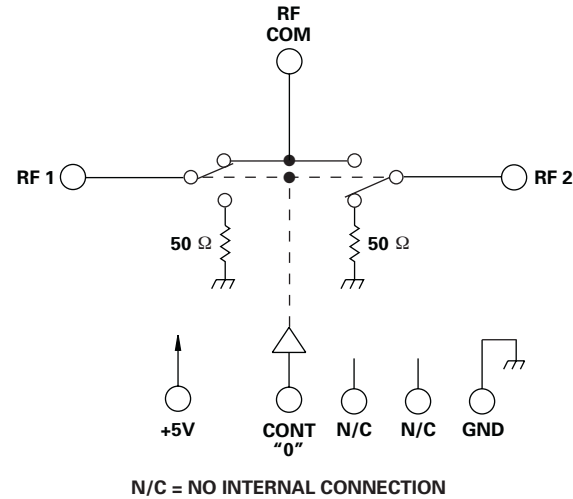 RF
COM
RF 1
RF 2
50 Ω
50 Ω
+5V
CONT
“0”
N/C
N/C
GND
N/C = NO INTERNAL CONNECTION